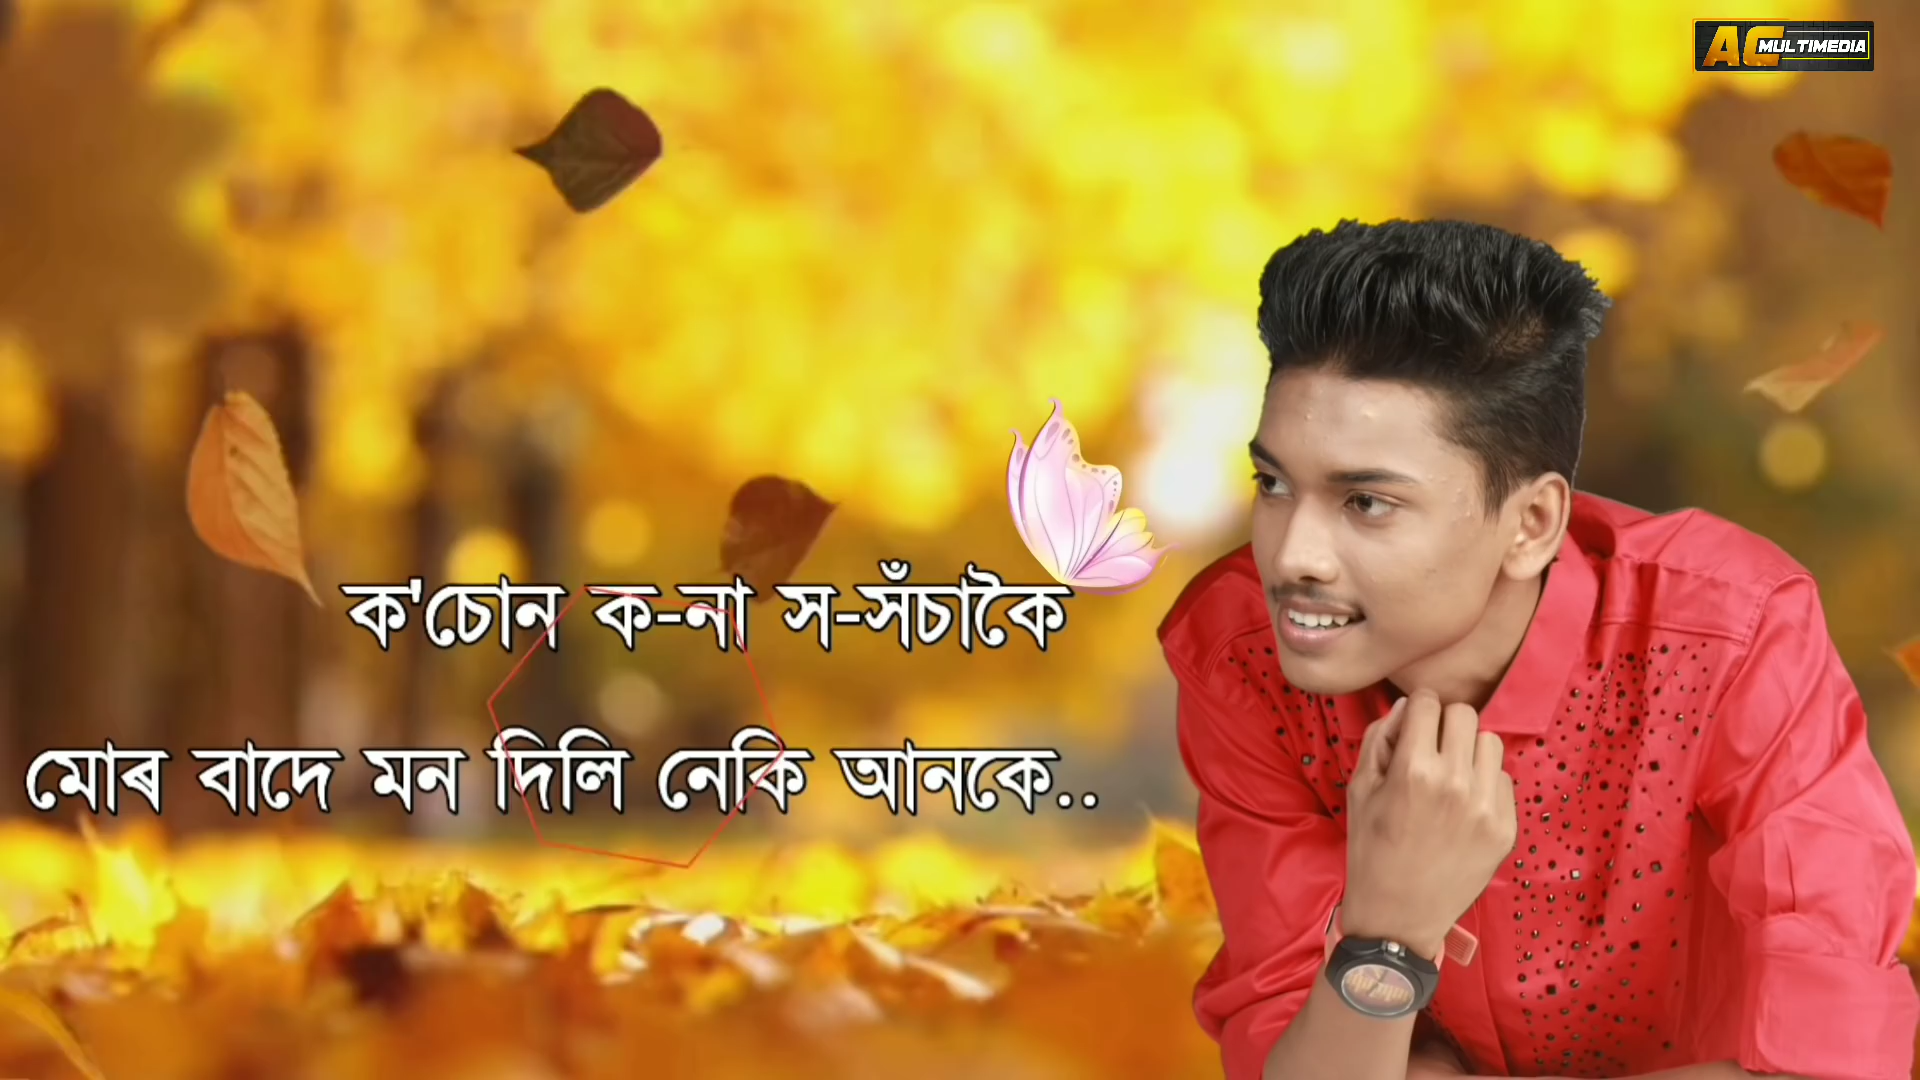 AC MULTIMEDIA
ক'চোন ক-না স-সঁচাকৈ
মোৰ বাদে মন দিলি নেকি আনকে..